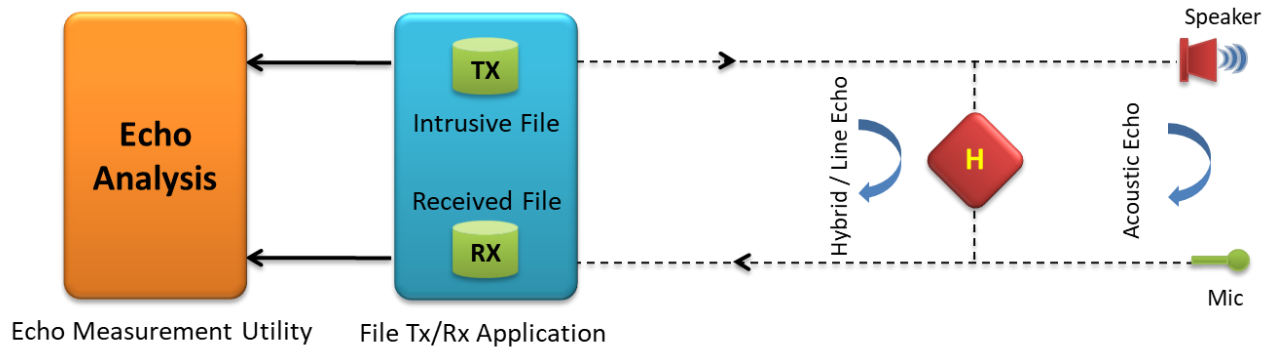 Speaker
TX
Intrusive File
Echo
Analysis
Hybrid / Line Echo
H
Acoustic Echo
Received File
RX
Mic
Echo Measurement Utility
File Tx/Rx Application